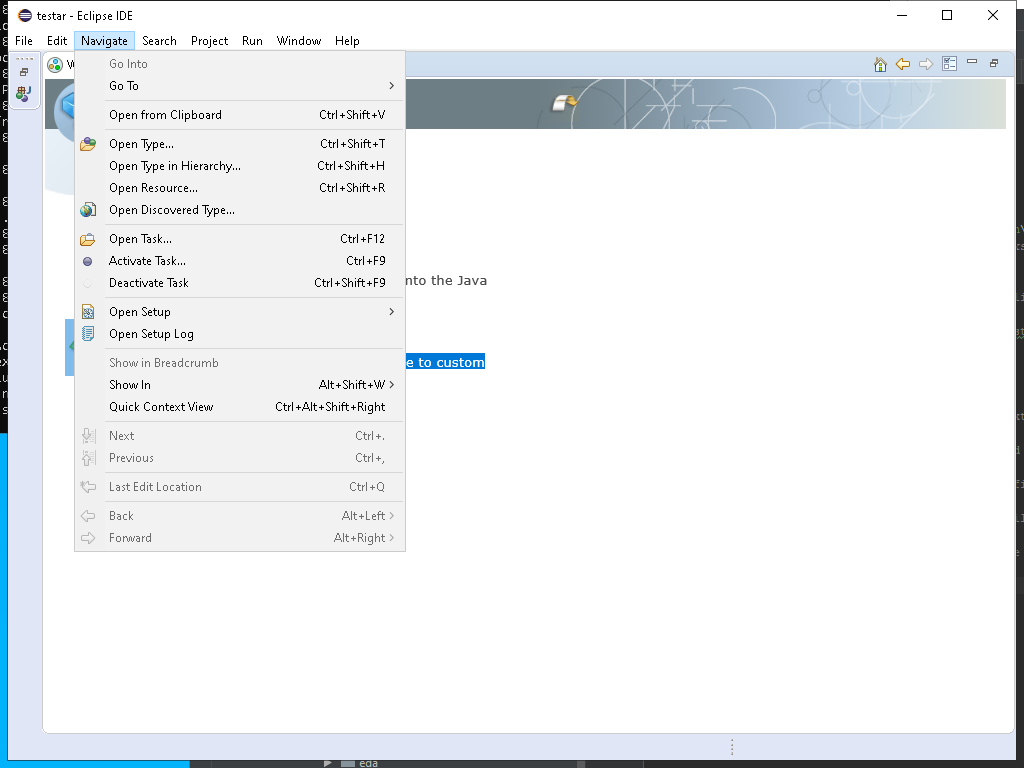 testar - Eclipse IDE
File Edit Navigate Search Project Run Window Help
Go Into
Go To
Open from Clipboard Ctrl+Shift+V
Open Type... Ctrl+Shift+T
Open Type in Hierarchy... Ctrl+Shift+H
Open Resource... Ctrl+Shift+R
Open Discovered Type...
Open Task... Ctrl+F12
Activate Task... Ctrl+F9
Deactivate Task Ctrl+Shift+F9
nto the Java
Open Setup
Open Setup Log
Show in Breadcrumb
e to custom
Show In Alt+Shift+W
Quick Context View Ctrl+Alt+Shift+Right
Next Ctrl+.
Previous Ctrl+,
Last Edit Location Ctrl+Q
Back Alt+Left
Forward Alt+Right
eda